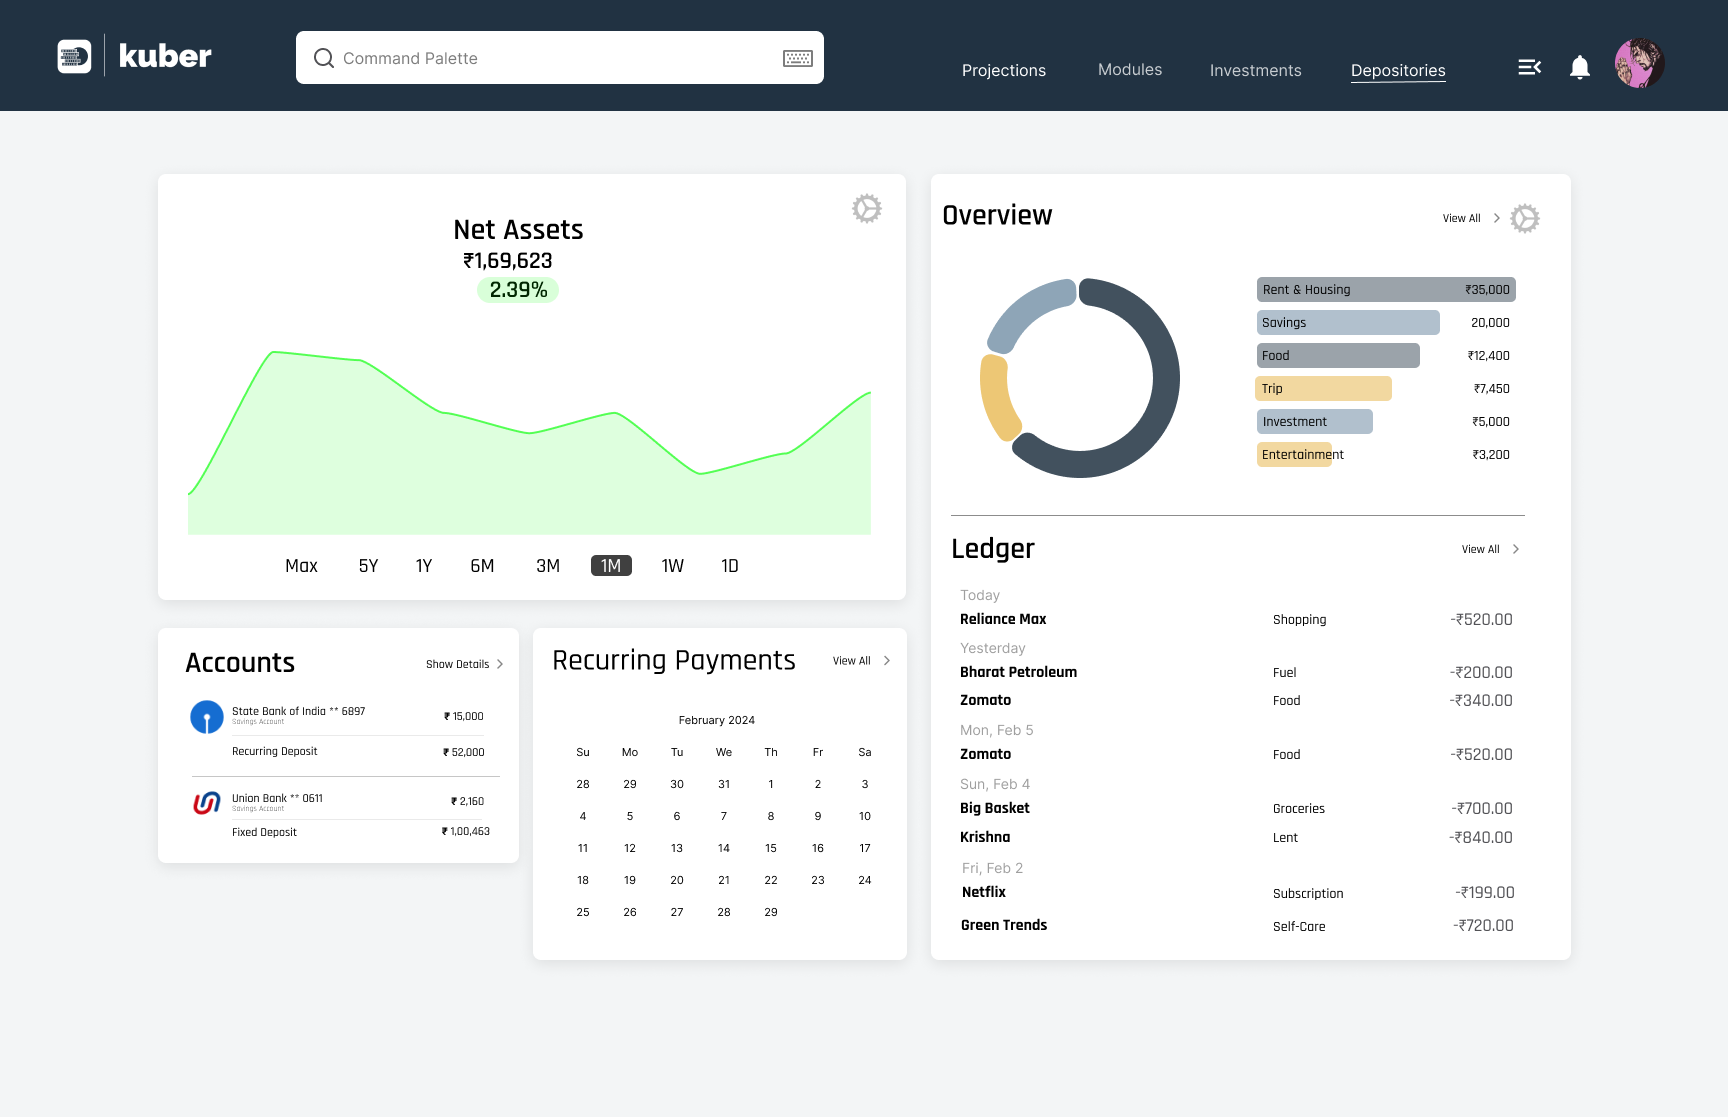 kuber
Command Palette
Projections
Modules
Investments
Depositories
Net Assets
₹1,69,623
2.39%
Max 5Y 1Y 6M 3M 1M 1W 1D
Accounts
Show Details
State Bank of India ** 6897 ₹ 15,000
Savings Account
Recurring Deposit ₹ 52,000
Union Bank ** 0611 ₹ 2,160
Savings Account
Fixed Deposit ₹ 1,00,463
Recurring Payments
View All
February 2024
Su Mo Tu We Th Fr Sa
28 29 30 31 1 2 3
4 5 6 7 8 9 10
11 12 13 14 15 16 17
18 19 20 21 22 23 24
25 26 27 28 29
Overview
View All
Rent & Housing ₹35,000
Savings 20,000
Food ₹12,400
Trip ₹7,450
Investment ₹5,000
Entertainment ₹3,200
Ledger
View All
Today
Reliance Max Shopping -₹520.00
Yesterday
Bharat Petroleum Fuel -₹200.00
Zomato Food -₹340.00
Mon, Feb 5
Zomato Food -₹520.00
Sun, Feb 4
Big Basket Groceries -₹700.00
Krishna Lent -₹840.00
Fri, Feb 2
Netflix Subscription -₹199.00
Green Trends Self-Care -₹720.00